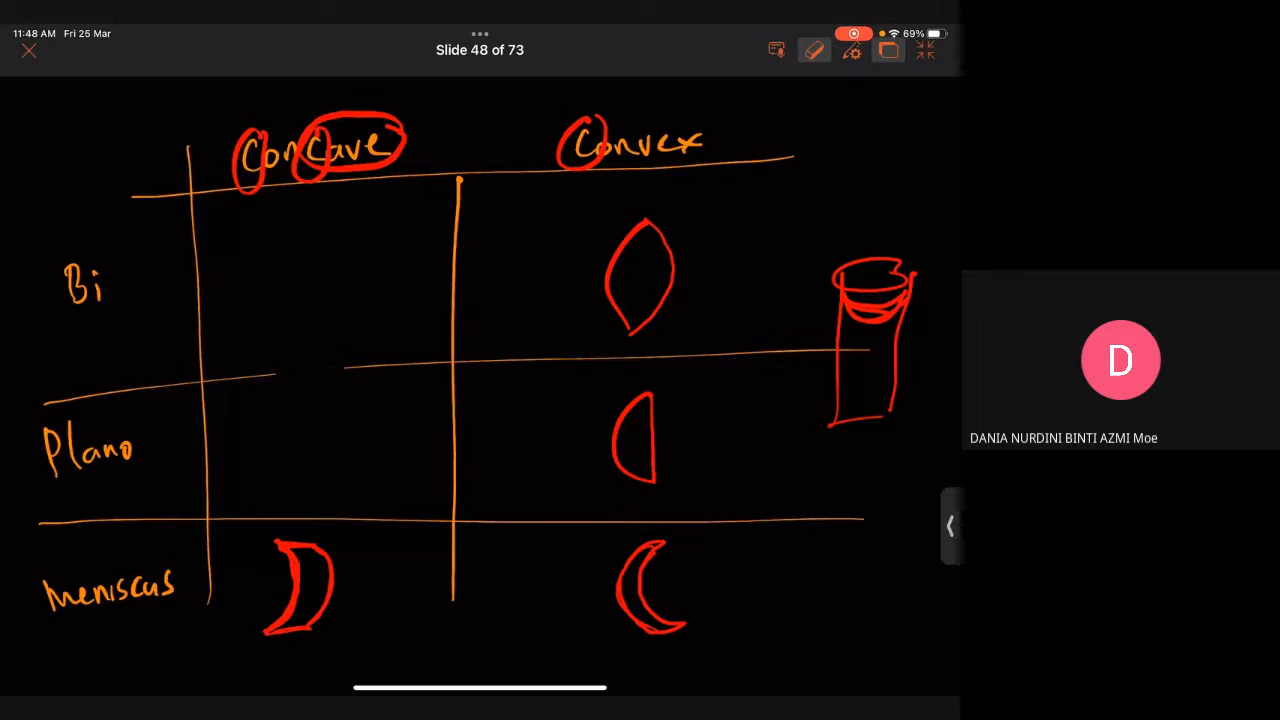 11:48 AM Fri 25 Mar
69%
Slide 48 of 73
Concave Convex
Bi
Plano
Meniscus
D
DANIA NURDINI BINTI AZMI Moe